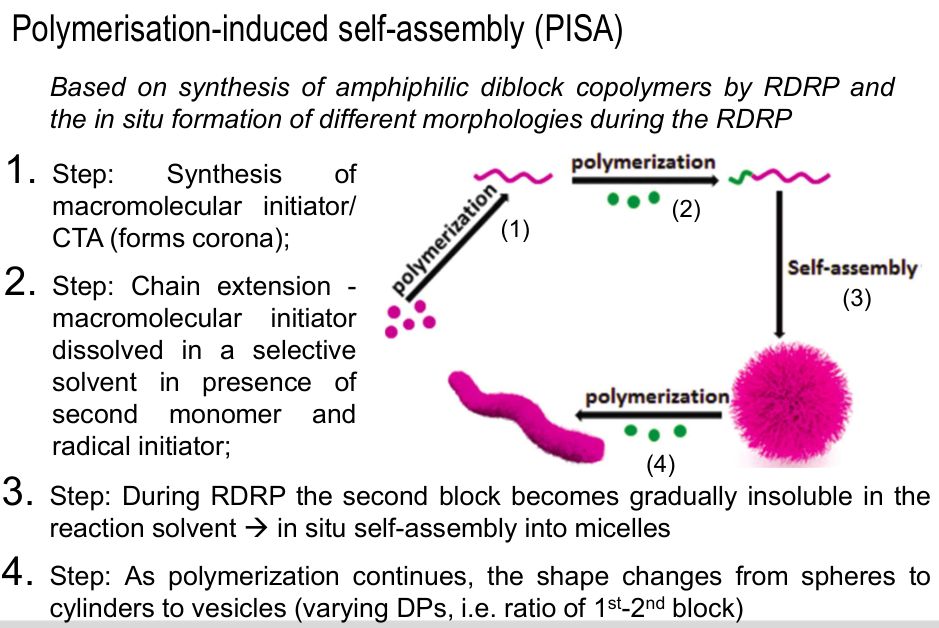 Polymerisation-induced self-assembly (PISA)
Based on synthesis of amphiphilic diblock copolymers by RDRP and
the in situ formation of different morphologies during the RDRP
1. Step: Synthesis of
macromolecular initiator/
CTA (forms corona);
2. Step: Chain extension -
macromolecular initiator
dissolved in a selective
solvent in presence of
second monomer and
radical initiator;
polymerization
(1)
polymerization
(2)
Self-assembly
(3)
polymerization
(4)
3. Step: During RDRP the second block becomes gradually insoluble in the
reaction solvent → in situ self-assembly into micelles
4. Step: As polymerization continues, the shape changes from spheres to
cylinders to vesicles (varying DPs, i.e. ratio of 1st-2nd block)